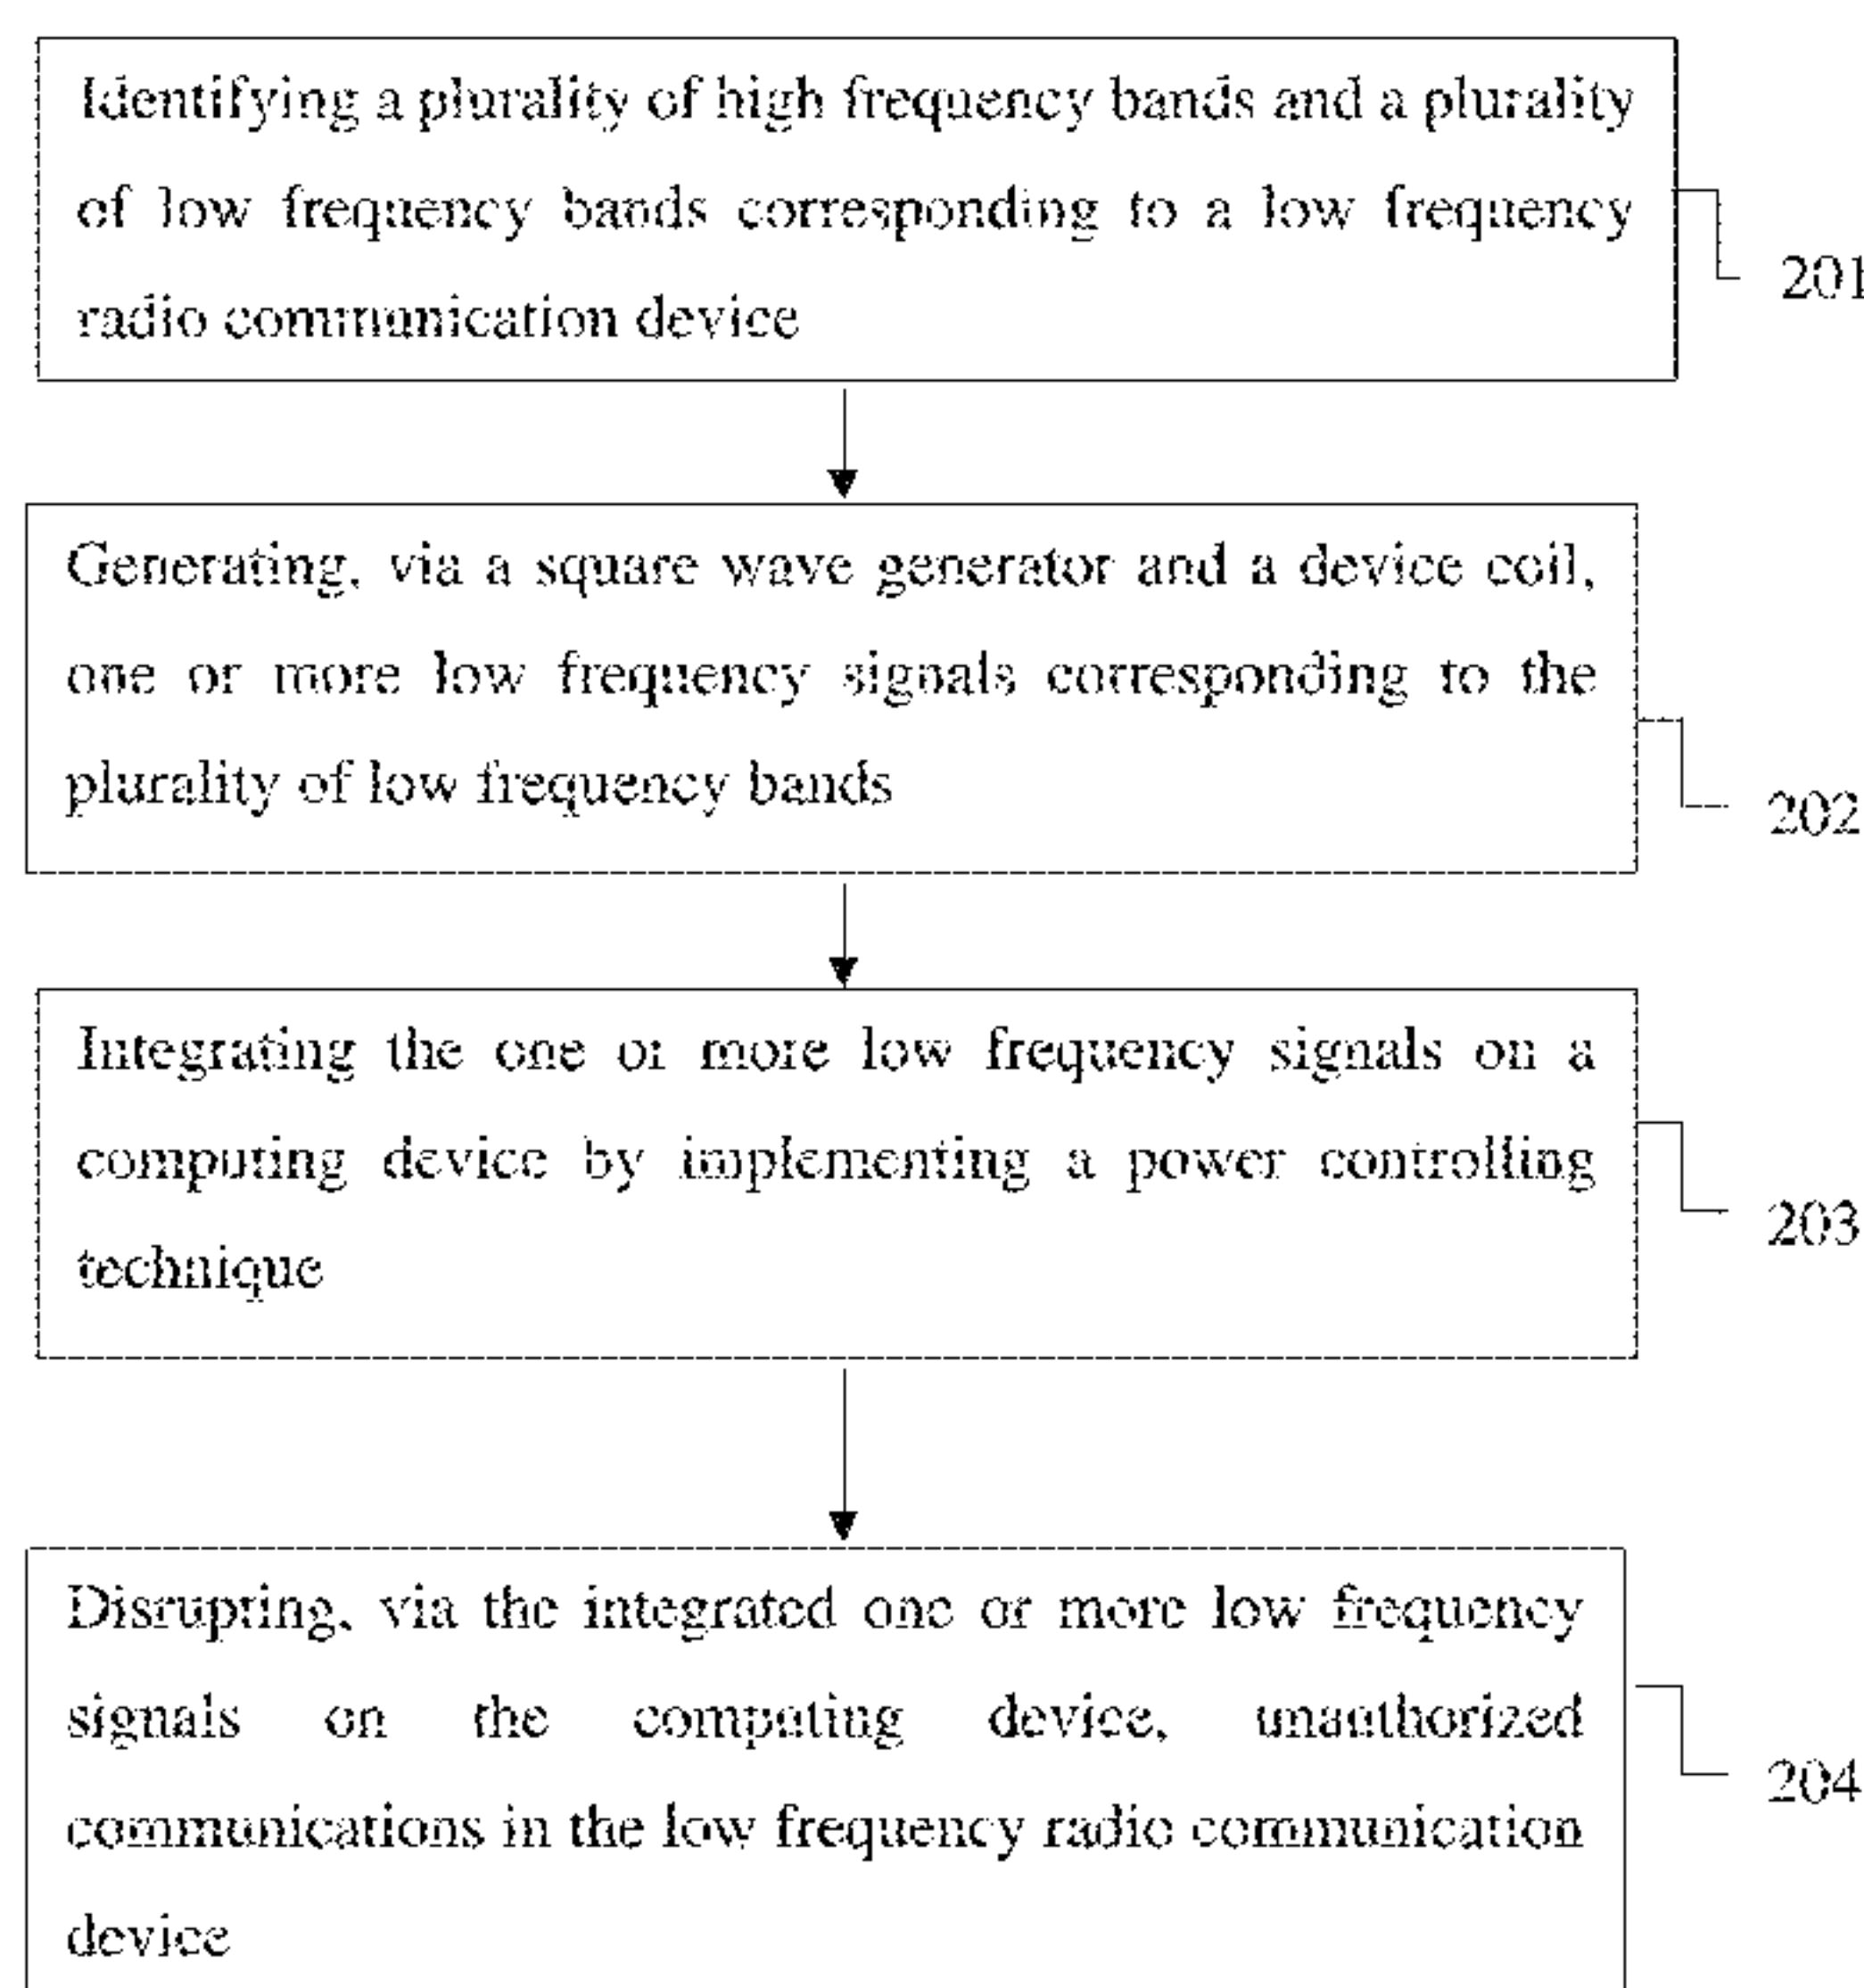 Identifying a plurality of high frequency bands and a plurality
of low frequency bands corresponding to a low frequency
radio communication device
201
Generating, via a square wave generator and a device coil,
one or more low frequency signals corresponding to the
plurality of low frequency bands
202
Integrating the one or more low frequency signals on a
computing device by implementing a power controlling
technique
203
Disrupting, via the integrated one or more low frequency
signals on the computing device, unauthorized
communications in the low frequency radio communication
device
204